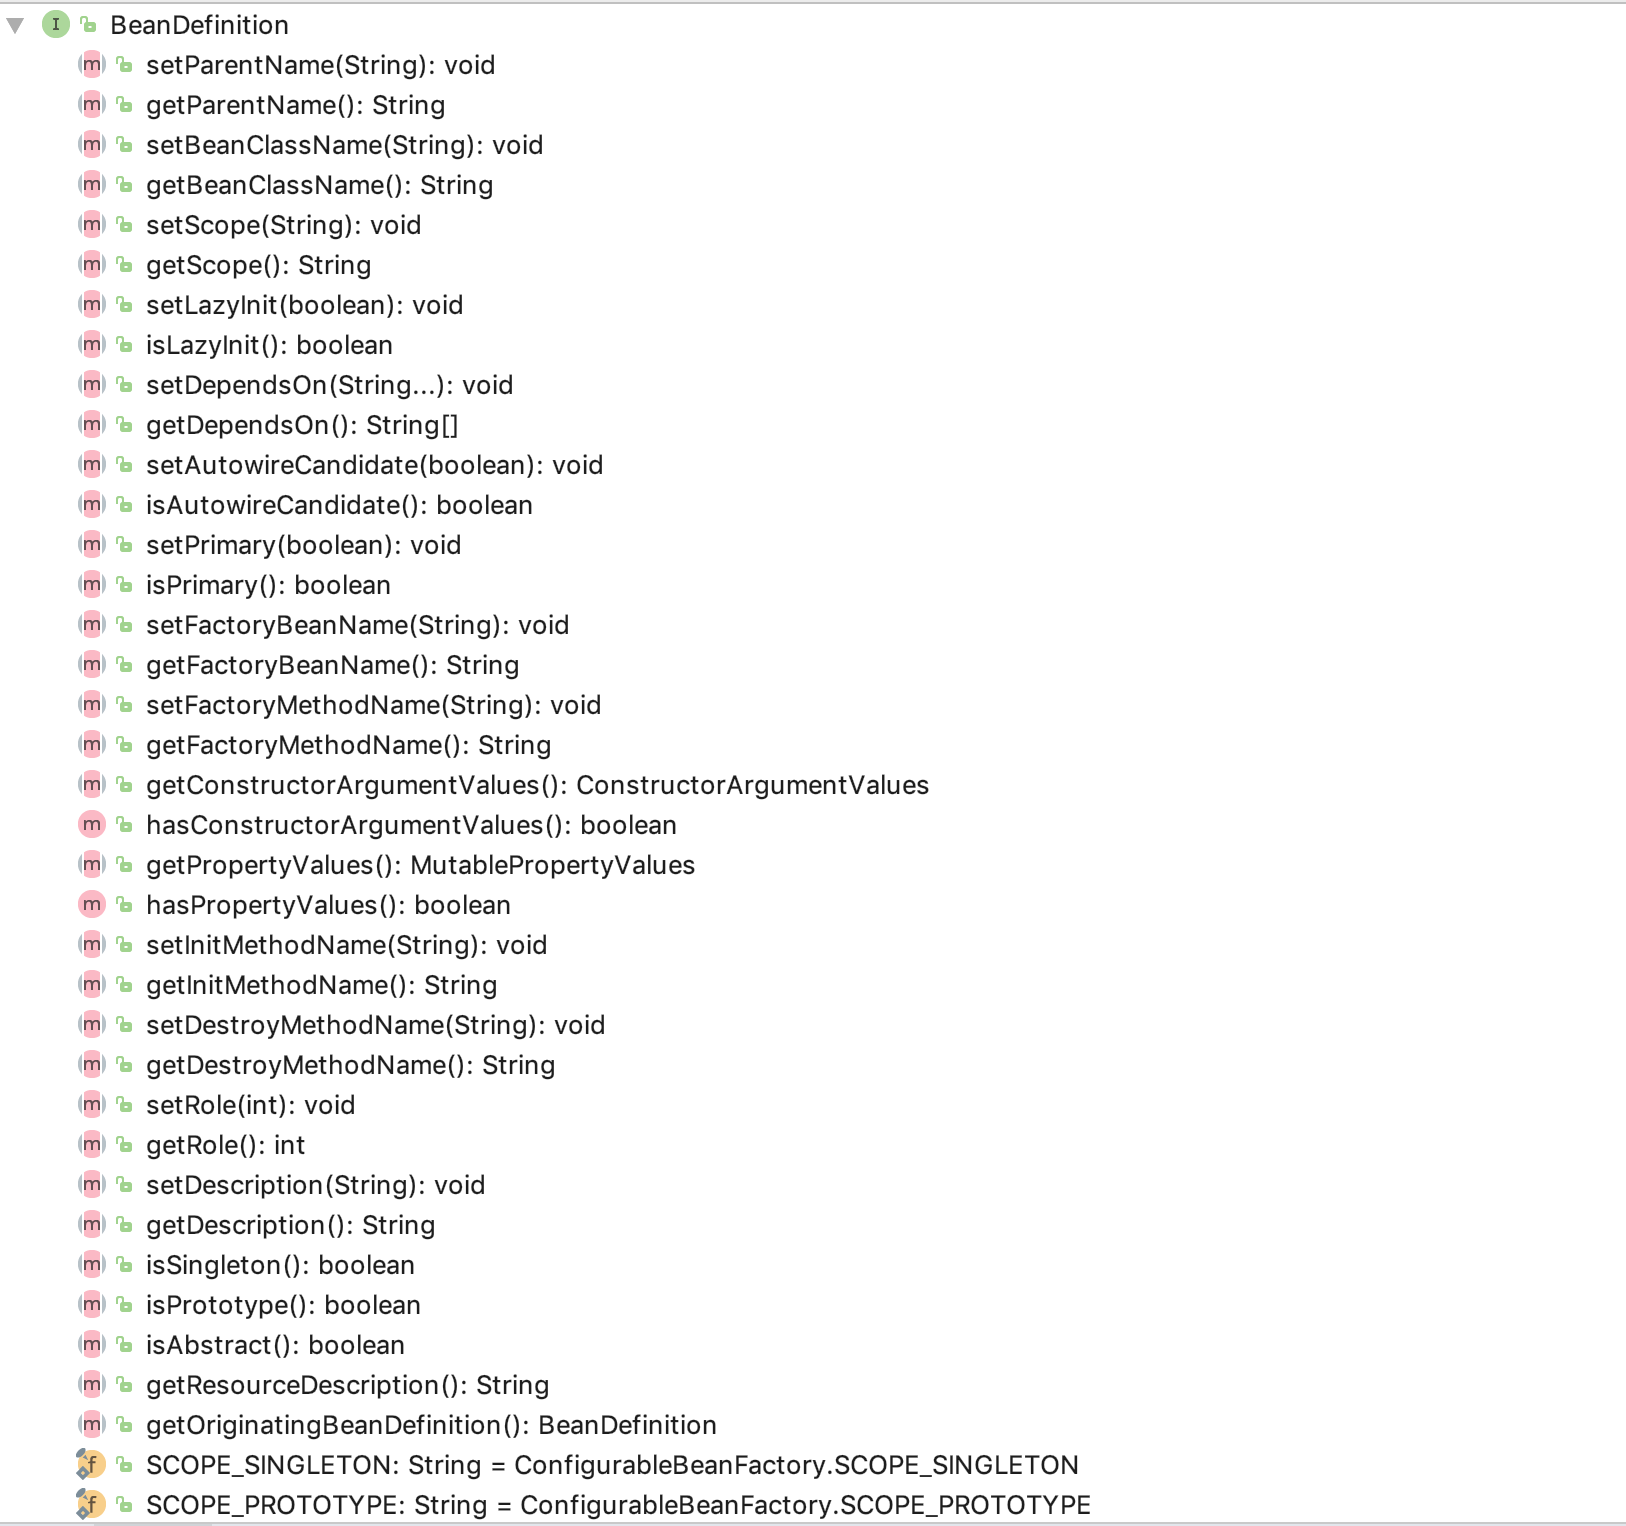 BeanDefinition
setParentName(String): void
getParentName(): String
setBeanClassName(String): void
getBeanClassName(): String
setScope(String): void
getScope(): String
setLazyInit(boolean): void
isLazyInit(): boolean
setDependsOn(String...): void
getDependsOn(): String[]
setAutowireCandidate(boolean): void
isAutowireCandidate(): boolean
setPrimary(boolean): void
isPrimary(): boolean
setFactoryBeanName(String): void
getFactoryBeanName(): String
setFactoryMethodName(String): void
getFactoryMethodName(): String
getConstructorArgumentValues(): ConstructorArgumentValues
hasConstructorArgumentValues(): boolean
getPropertyValues(): MutablePropertyValues
hasPropertyValues(): boolean
setInitMethodName(String): void
getInitMethodName(): String
setDestroyMethodName(String): void
getDestroyMethodName(): String
setRole(int): void
getRole(): int
setDescription(String): void
getDescription(): String
isSingleton(): boolean
isPrototype(): boolean
isAbstract(): boolean
getResourceDescription(): String
getOriginatingBeanDefinition(): BeanDefinition
SCOPE_SINGLETON: String = ConfigurableBeanFactory.SCOPE_SINGLETON
SCOPE_PROTOTYPE: String = ConfigurableBeanFactory.SCOPE_PROTOTYPE